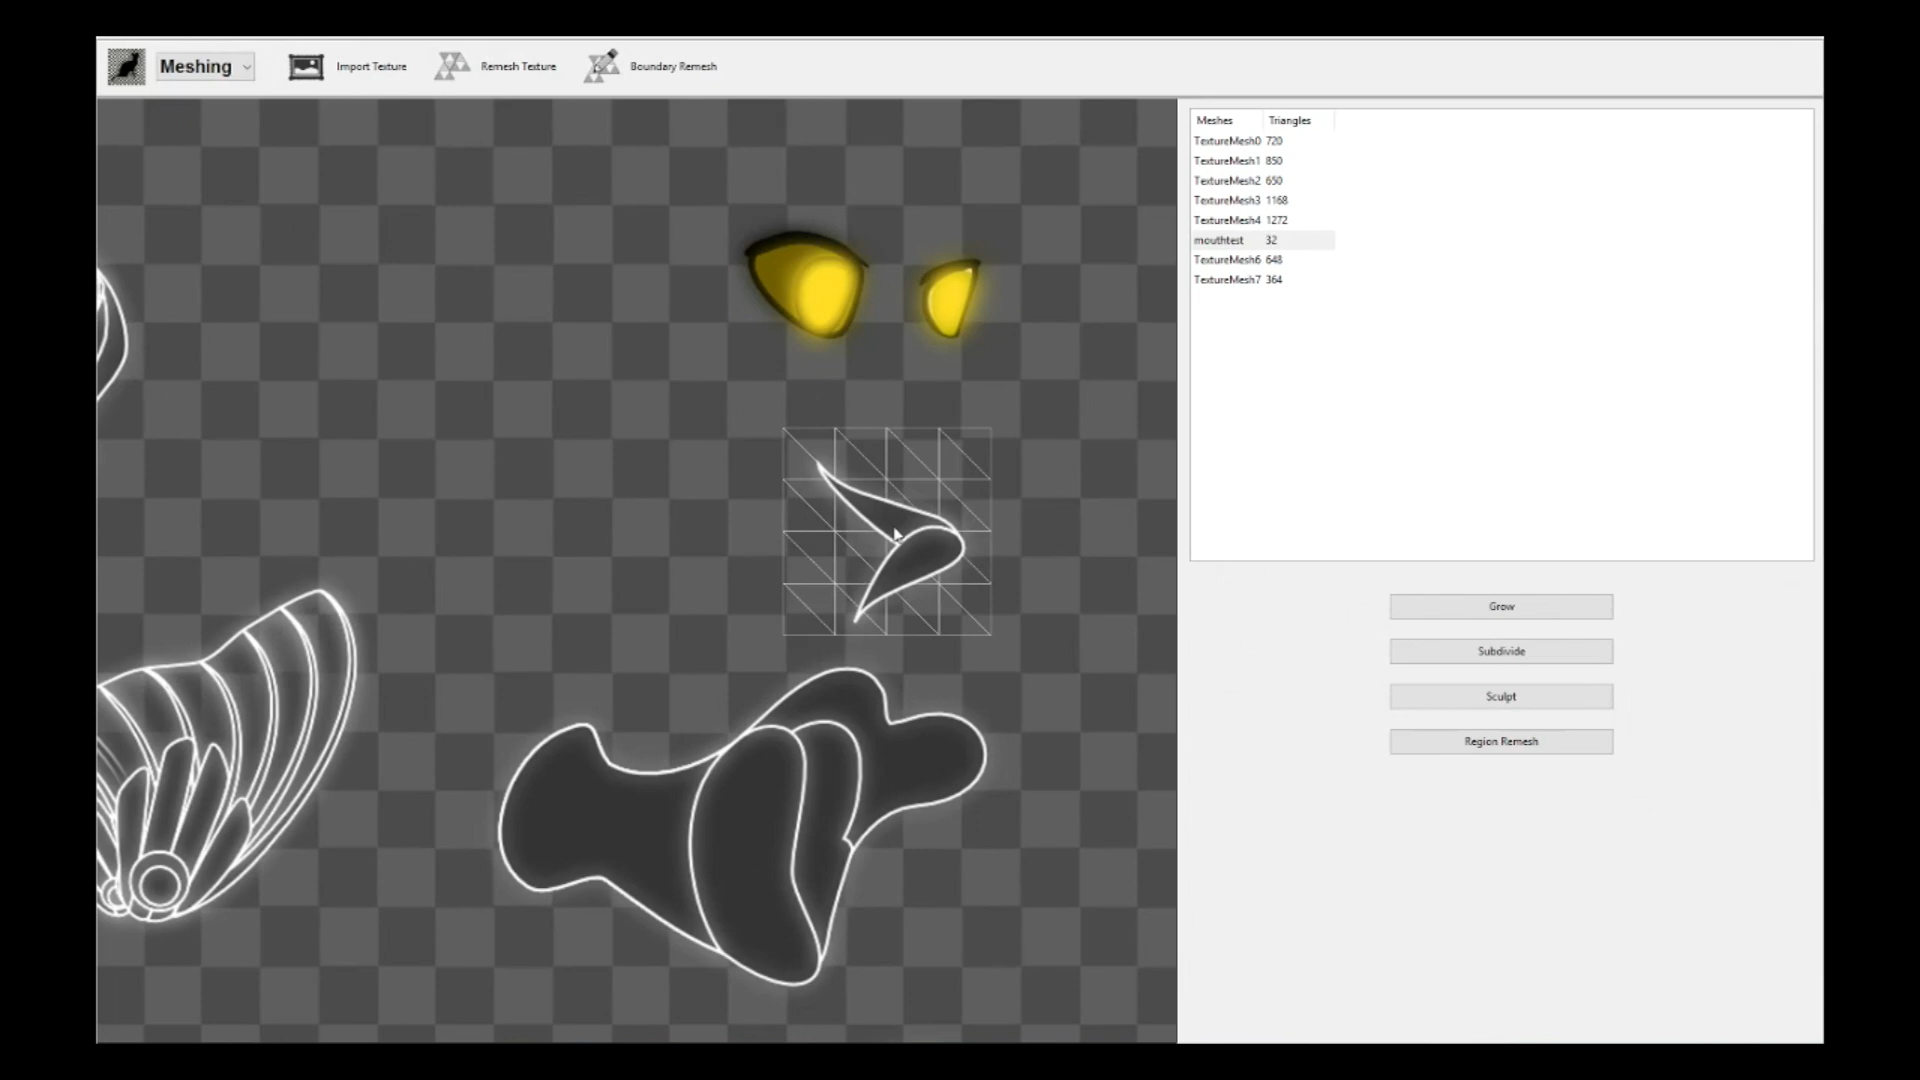 Meshing Import Texture Remesh Texture Boundary Remesh
Meshes Triangles
TextureMesh0 720
TextureMesh1 850
TextureMesh2 650
TextureMesh3 1168
TextureMesh4 1272
mouthtest 32
TextureMesh6 648
TextureMesh7 364
Grow
Subdivide
Sculpt
Region Remesh